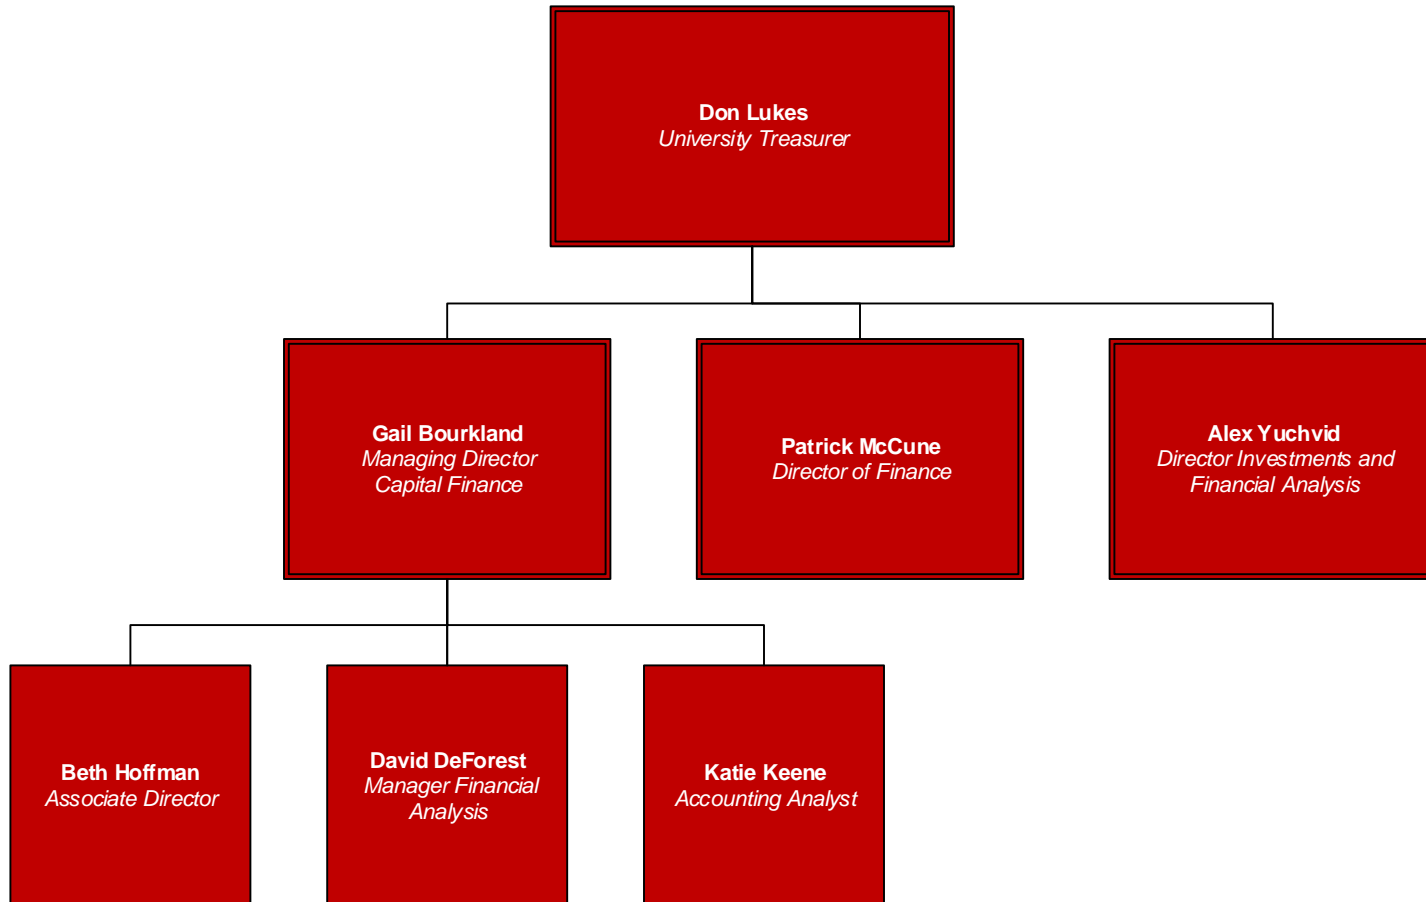 Don Lukes
University Treasurer
Gail Bourkland
Managing Director
Capital Finance
Patrick McCune
Director of Finance
Alex Yuchvid
Director Investments and
Financial Analysis
Beth Hoffman
Associate Director
David DeForest
Manager Financial
Analysis
Katie Keene
Accounting Analyst